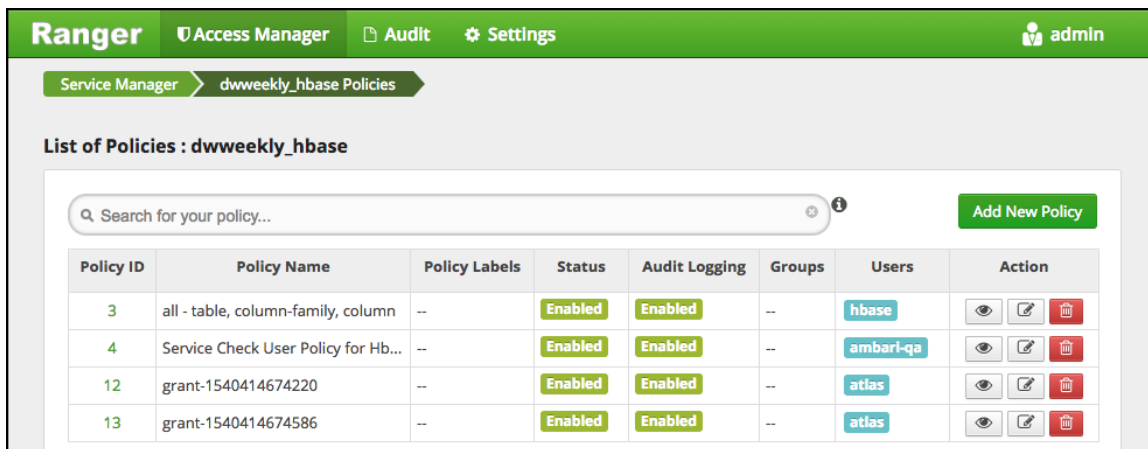 Ranger Access Manager Audit Settings admin
Service Manager dwweekly_hbase Policies
List of Policies : dwweekly_hbase
Search for your policy... Add New Policy
Policy ID Policy Name Policy Labels Status Audit Logging Groups Users Action
3 all - table, column-family, column -- Enabled Enabled -- hbase
4 Service Check User Policy for Hb... -- Enabled Enabled -- ambari-qa
12 grant-1540414674220 -- Enabled Enabled -- atlas
13 grant-1540414674586 -- Enabled Enabled -- atlas